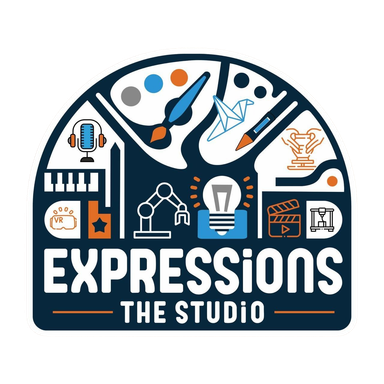 VR
EXPRESSiONS
THE STUDiO